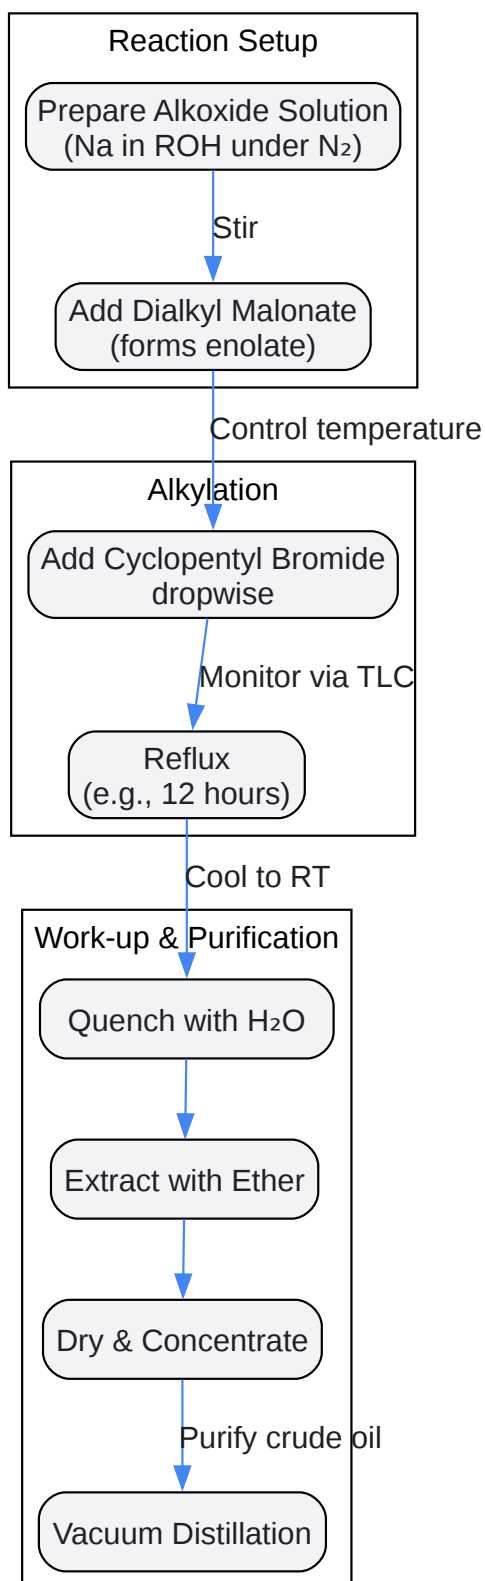 Reaction Setup
Prepare Alkoxide Solution
(Na in ROH under N₂)
Stir
Add Dialkyl Malonate
(forms enolate)
Control temperature
Alkylation
Add Cyclopentyl Bromide
dropwise
Monitor via TLC
Reflux
(e.g., 12 hours)
Cool to RT
Work-up & Purification
Quench with H₂O
Extract with Ether
Dry & Concentrate
Purify crude oil
Vacuum Distillation